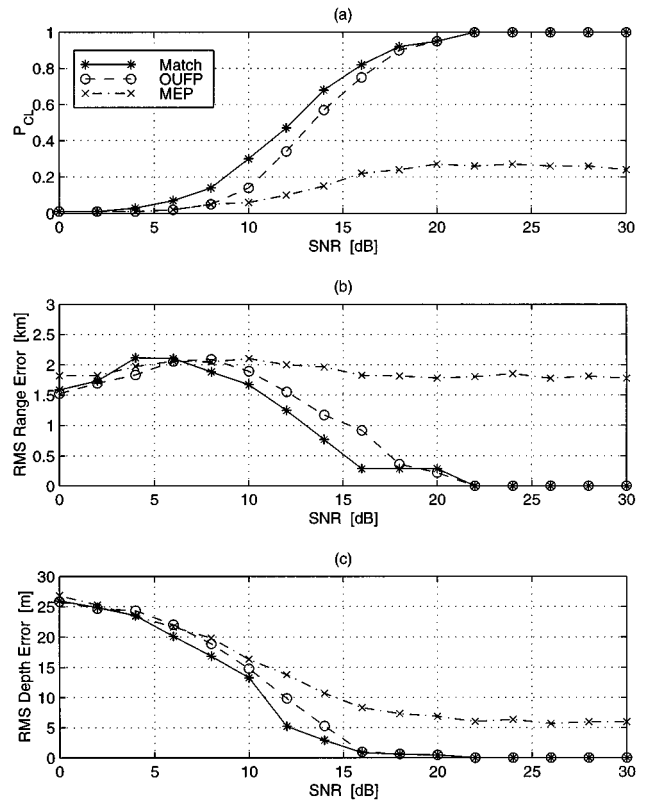 (a)
1
0.8
0.6
0.4
0.2
0
P_CL
Match
OUFP
MEP
0 5 10 15 20 25 30
SNR [dB]
(b)
3
2.5
2
1.5
1
0.5
0
RMS Range Error [km]
0 5 10 15 20 25 30
SNR [dB]
(c)
30
25
20
15
10
5
0
RMS Depth Error [m]
0 5 10 15 20 25 30
SNR [dB]